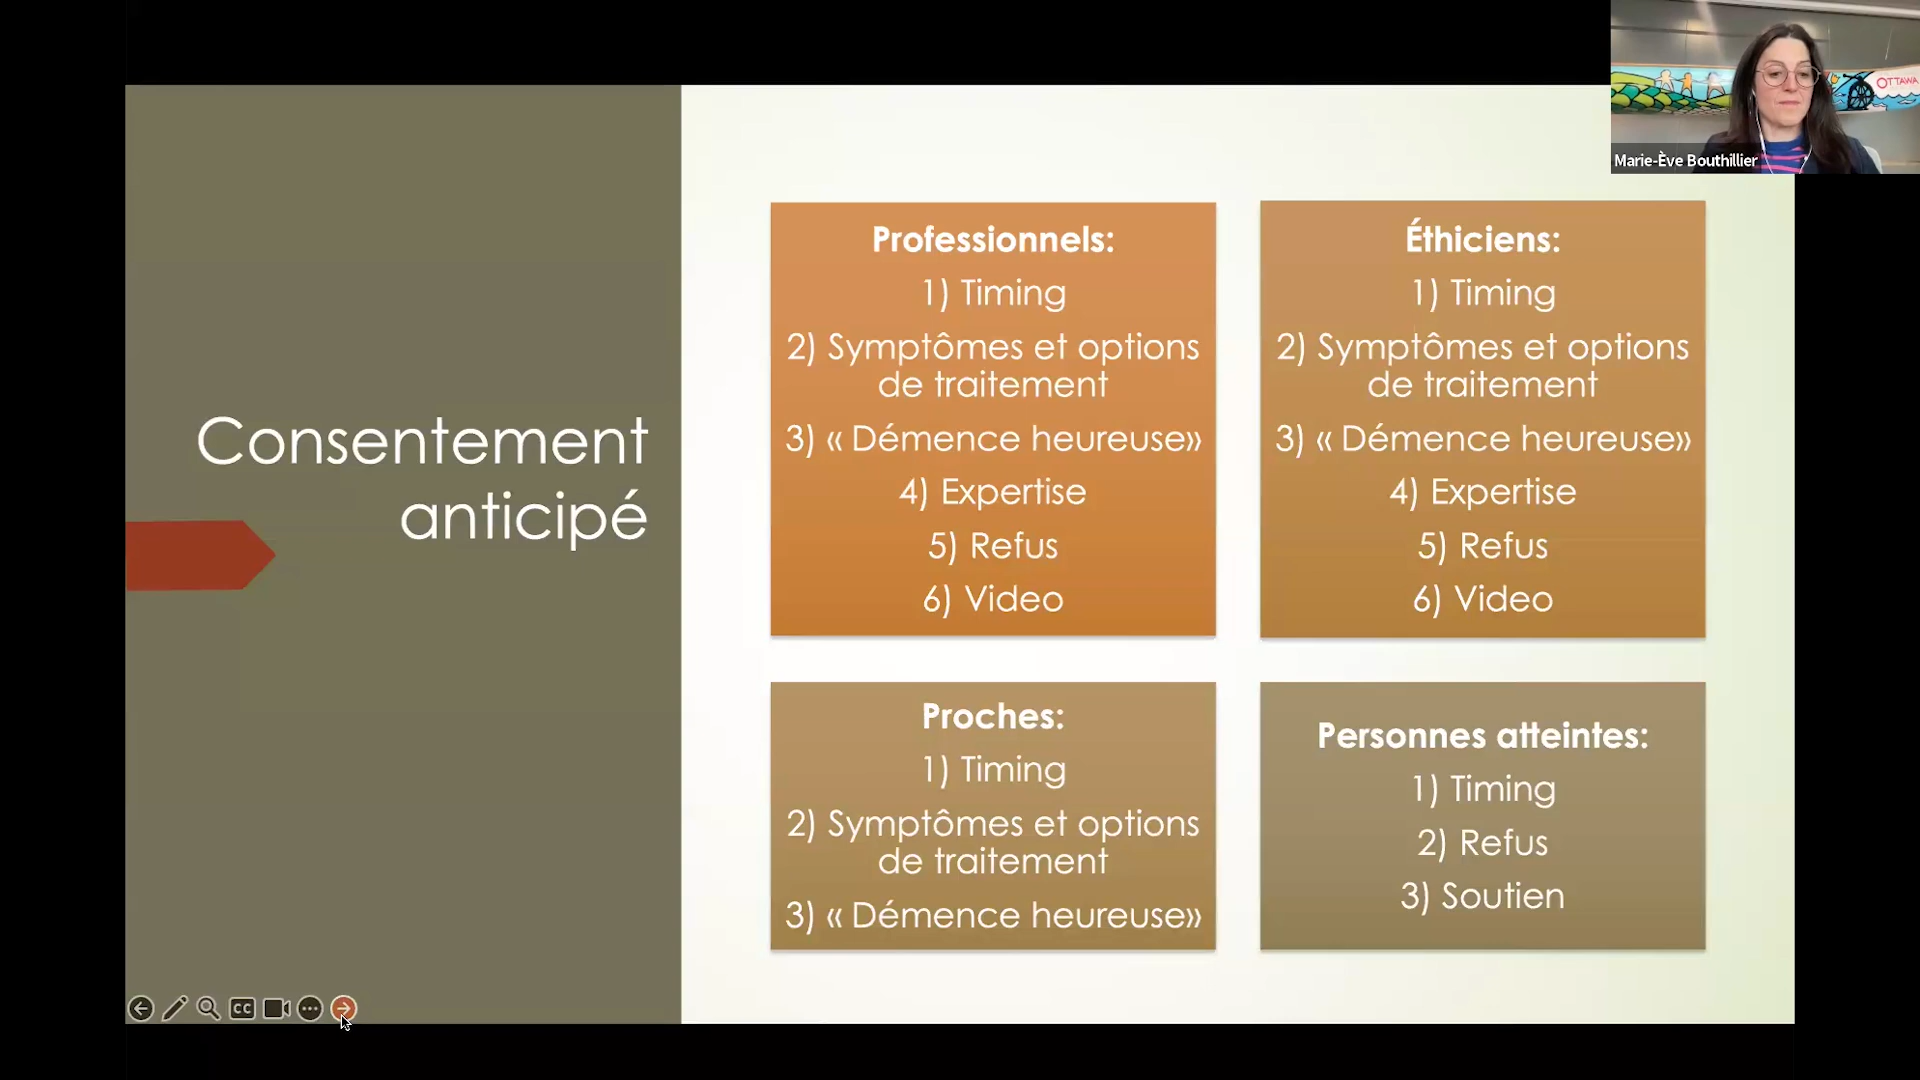 OTTAWA
Marie-Ève Bouthillier
Consentement
anticipé
Professionnels:
1) Timing
2) Symptômes et options
de traitement
3) « Démence heureuse»
4) Expertise
5) Refus
6) Video
Éthiciens:
1) Timing
2) Symptômes et options
de traitement
3) « Démence heureuse»
4) Expertise
5) Refus
6) Video
Proches:
1) Timing
2) Symptômes et options
de traitement
3) « Démence heureuse»
Personnes atteintes:
1) Timing
2) Refus
3) Soutien
CC